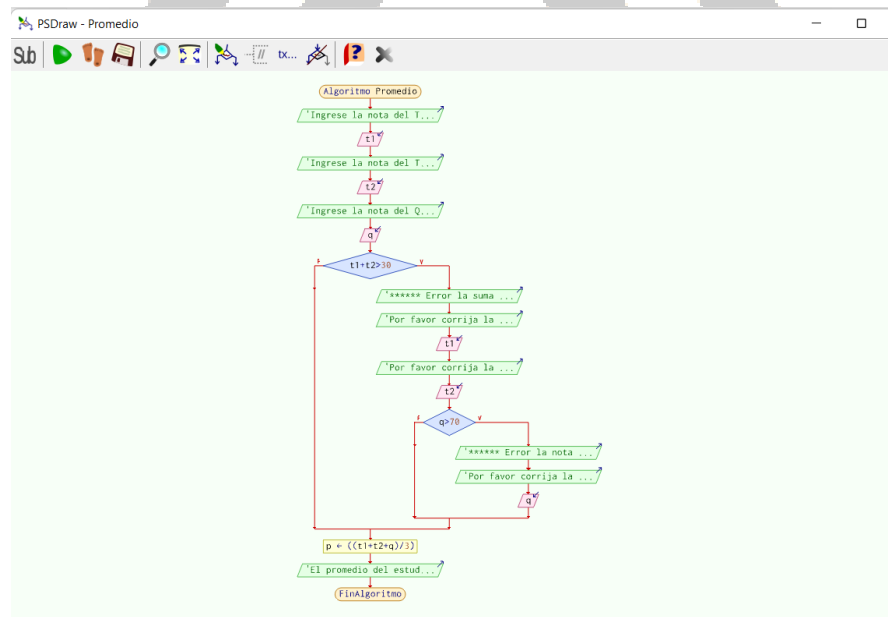 PSDraw - Promedio
Sub
tx...
Algoritmo Promedio
'Ingrese la nota del T...
t1
'Ingrese la nota del T...
t2
'Ingrese la nota del Q...
q
F t1+t2>30 V
'****** Error la suma ...
'Por favor corrija la ...
t1
'Por favor corrija la ...
t2
F q>70 V
'****** Error la nota ...
'Por favor corrija la ...
q
p ← ((t1+t2+q)/3)
'El promedio del estud...
FinAlgoritmo